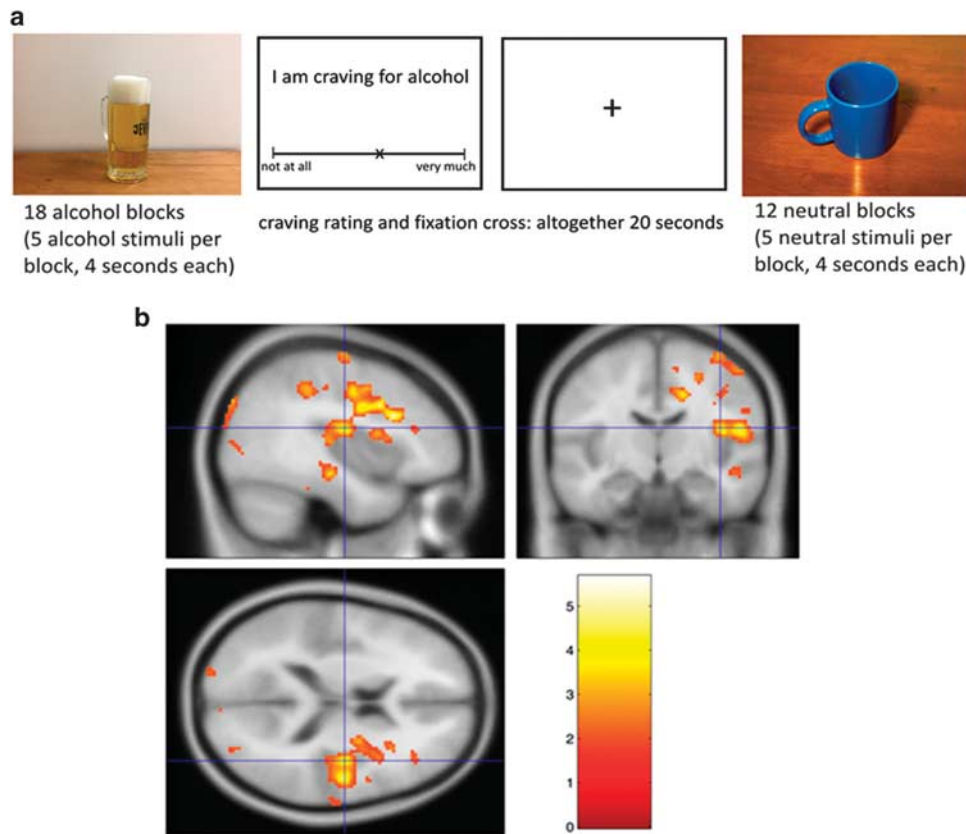 a
I am craving for alcohol
x
not at all very much
+
18 alcohol blocks
(5 alcohol stimuli per
block, 4 seconds each)
craving rating and fixation cross: altogether 20 seconds
12 neutral blocks
(5 neutral stimuli per
block, 4 seconds each)
b
5
4
3
2
1
0